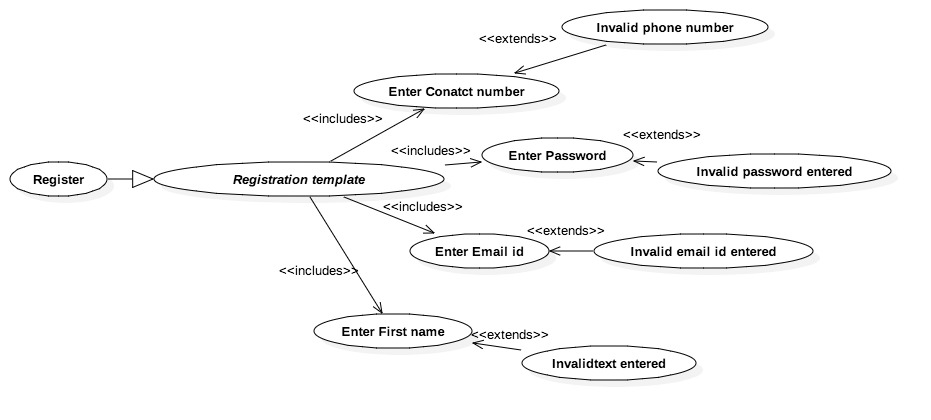 Invalid phone number
<<extends>>
Enter Conatct number
<<includes>>
<<extends>>
<<includes>>
Enter Password
Invalid password entered
Register
Registration template
<<includes>>
<<extends>>
Enter Email id
Invalid email id entered
<<includes>>
Enter First name
<<extends>>
Invalidtext entered